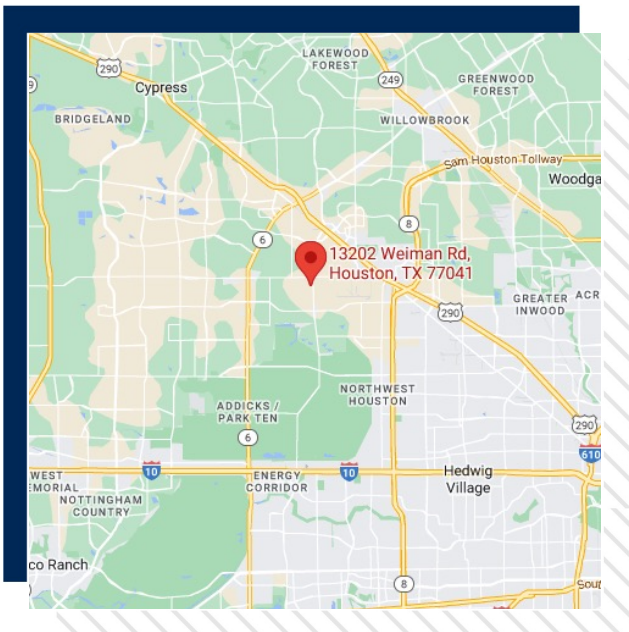 LAKEWOOD
FOREST
290
249
9
Cypress
GREENWOOD
FOREST
BRIDGELAND
WILLOWBROOK
Sam Houston Tollway
Woodga
8
6
13202 Weiman Rd,
Houston, TX 77041
GREATER
INWOOD
ACR
290
NORTHWEST
HOUSTON
ADDICKS /
PARK TEN
290
6
610
10
10
WEST
EMORIAL
ENERGY
CORRIDOR
Hedwig
Village
NOTTINGHAM
COUNTRY
co Ranch
8
Sout